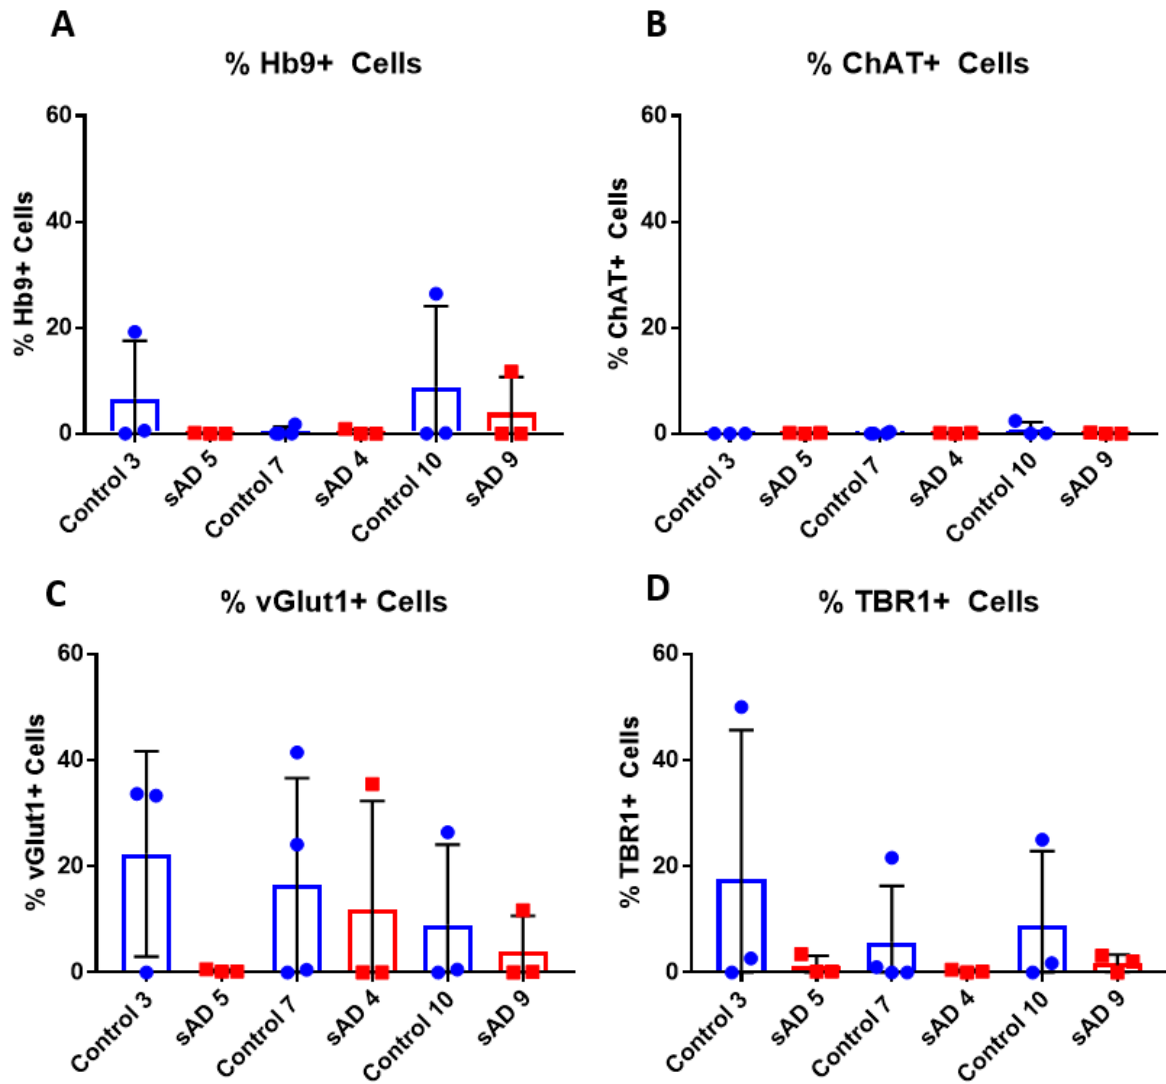 A
% Hb9+ Cells
% Hb9+ Cells
60
40
20
0
Control 3
sAD 5
Control 7
sAD 4
Control 10
sAD 9
B
% ChAT+ Cells
% ChAT+ Cells
60
40
20
0
Control 3
sAD 5
Control 7
sAD 4
Control 10
sAD 9
C
% vGlut1+ Cells
% vGlut1+ Cells
60
40
20
0
Control 3
sAD 5
Control 7
sAD 4
Control 10
sAD 9
D
% TBR1+ Cells
% TBR1+ Cells
60
40
20
0
Control 3
sAD 5
Control 7
sAD 4
Control 10
sAD 9